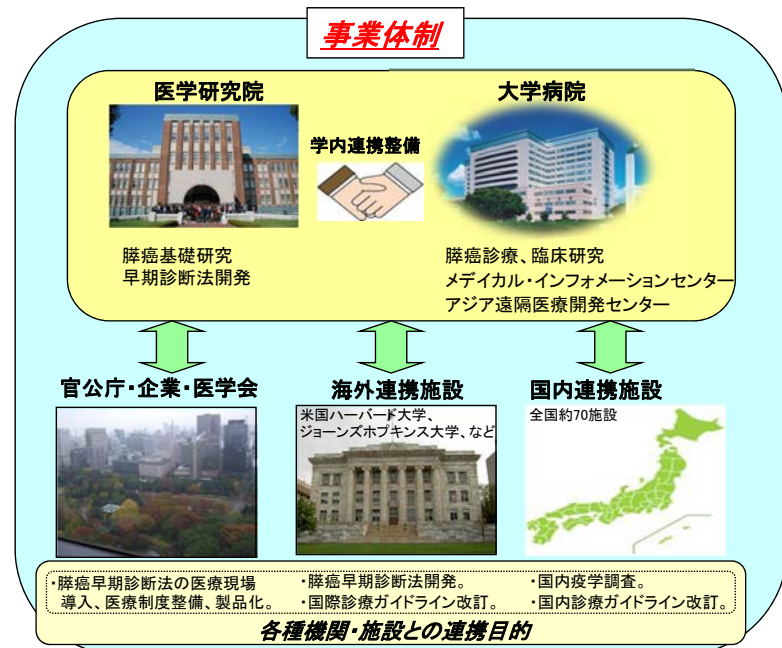 事業体制
医学研究院
大学病院
学内連携整備
膵癌基礎研究
早期診断法開発
膵癌診療、臨床研究
メデイカル・インフォメーションセンター
アジア遠隔医療開発センター
官公庁・企業・医学会
海外連携施設
国内連携施設
米国ハーバード大学、
ジョーンズホプキンス大学、など
全国約70施設
・膵癌早期診断法の医療現場
導入、医療制度整備、製品化。
・膵癌早期診断法開発。
・国際診療ガイドライン改訂。
・国内疫学調査。
・国内診療ガイドライン改訂。
各種機関・施設との連携目的